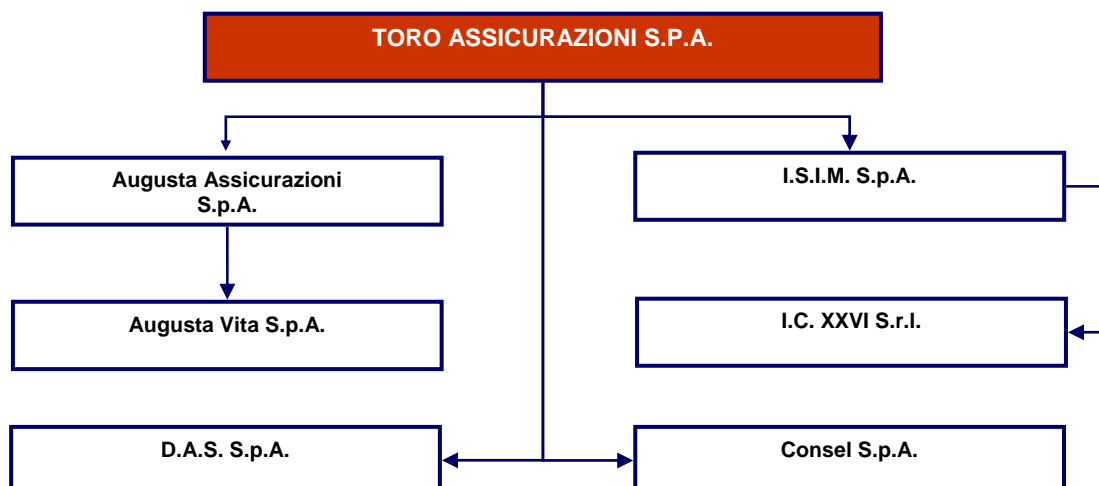 TORO ASSICURAZIONI S.P.A.
Augusta Assicurazioni
S.p.A.
I.S.I.M. S.p.A.
Augusta Vita S.p.A.
I.C. XXVI S.r.l.
D.A.S. S.p.A.
Consel S.p.A.